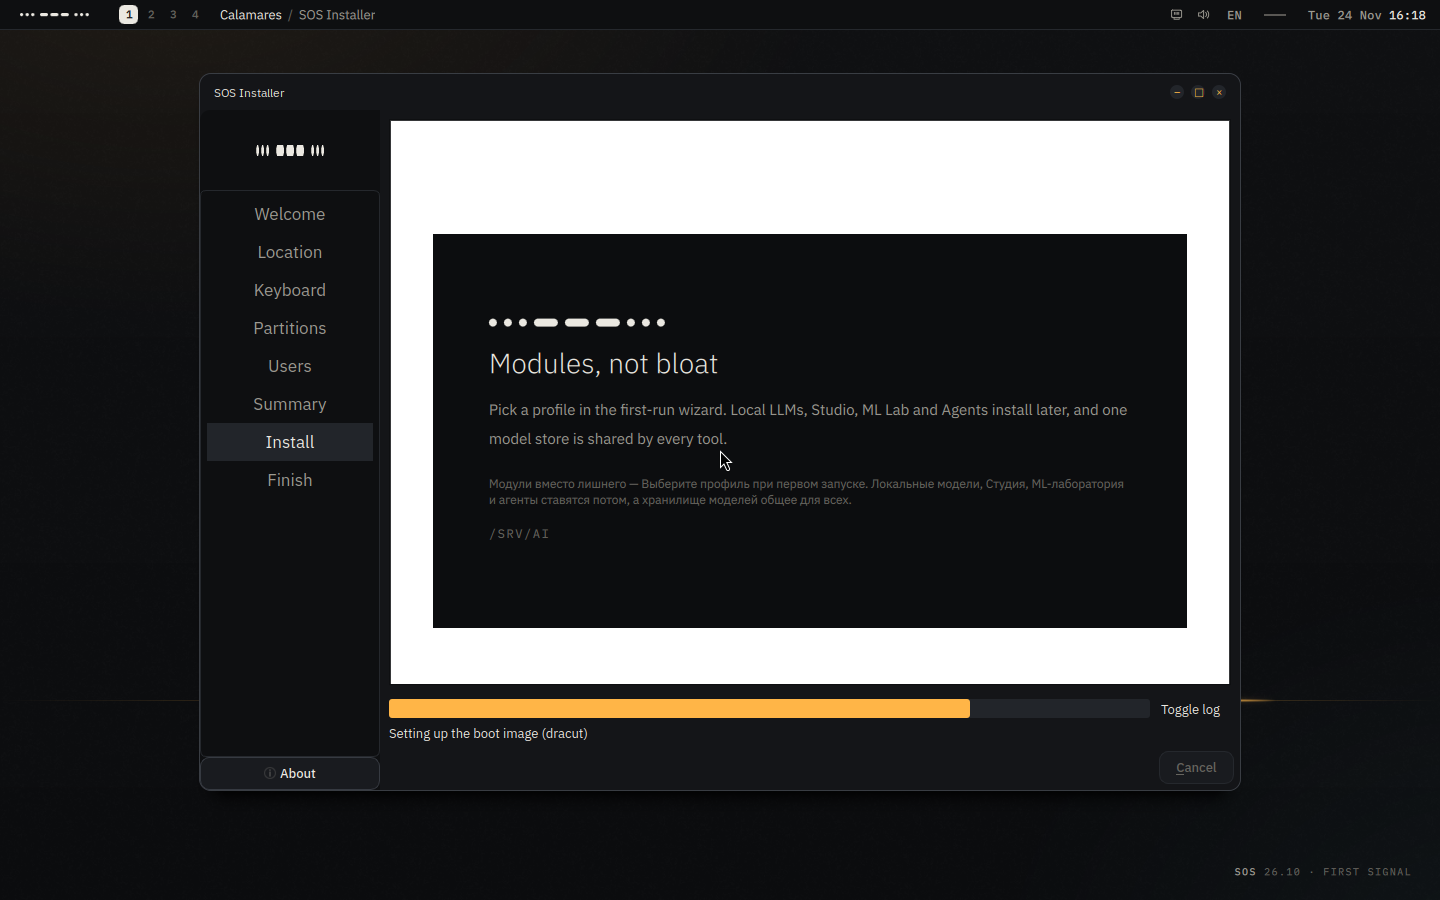 1 2 3 4 Calamares / SOS Installer EN Tue 24 Nov 16:18
SOS Installer
Welcome
Location
Keyboard
Partitions
Users
Summary
Install
Finish
About
Modules, not bloat
Pick a profile in the first-run wizard. Local LLMs, Studio, ML Lab and Agents install later, and one
model store is shared by every tool.
Модули вместо лишнего — Выберите профиль при первом запуске. Локальные модели, Студия, ML-лаборатория
и агенты ставятся потом, а хранилище моделей общее для всех.
/SRV/AI
Toggle log
Setting up the boot image (dracut)
Cancel
SOS 26.10 · FIRST SIGNAL